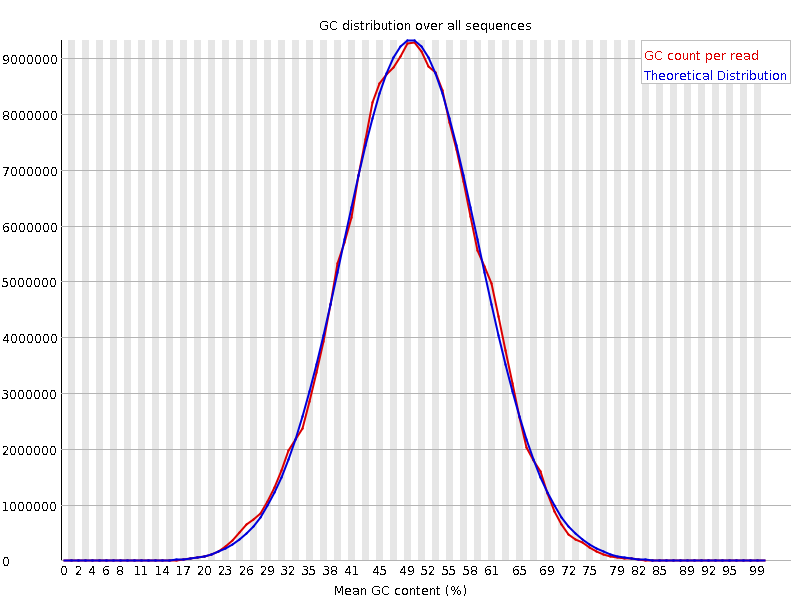 GC distribution over all sequences
GC count per read
Theoretical Distribution
9000000
8000000
7000000
6000000
5000000
4000000
3000000
2000000
1000000
0
0 2 4 6 8 11 14 17 20 23 26 29 32 35 38 41 45 49 52 55 58 61 65 69 72 75 79 82 85 89 92 95 99
Mean GC content (%)